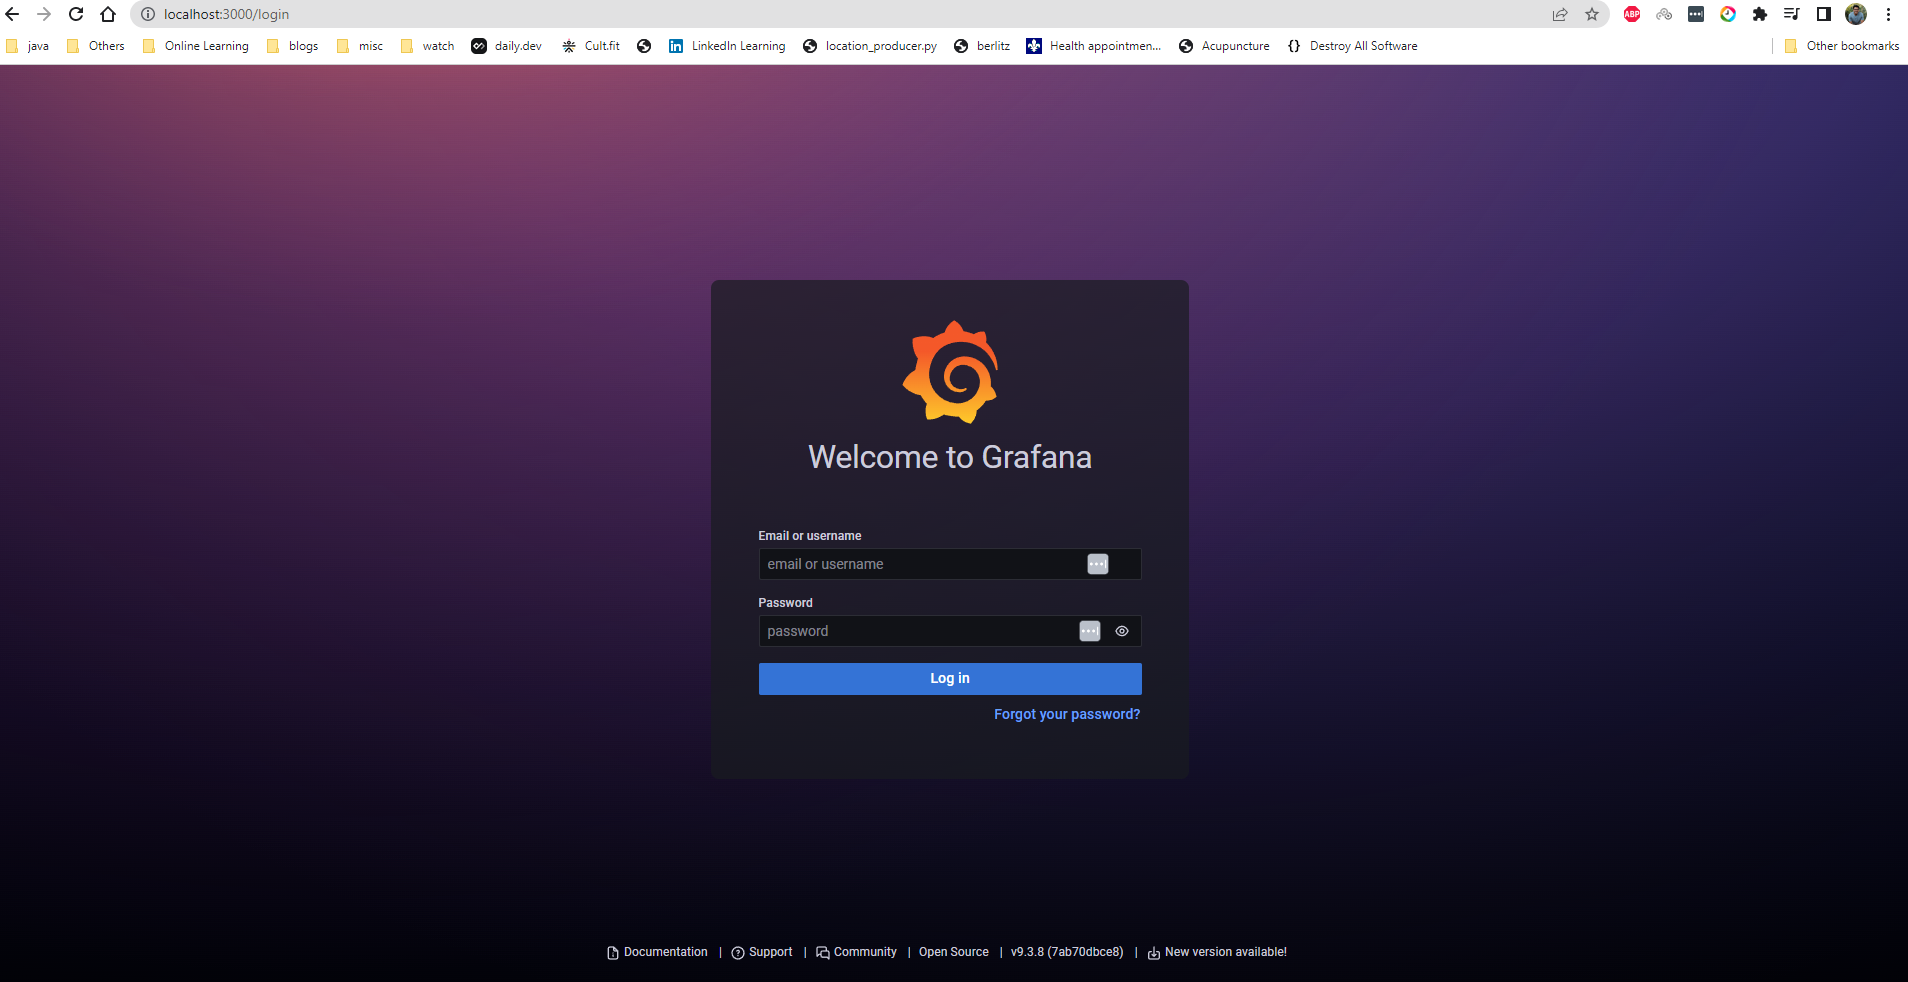 localhost:3000/login
ABP
java Others Online Learning blogs misc watch daily.dev Cult.fit LinkedIn Learning location_producer.py berlitz Health appointmen... Acupuncture {} Destroy All Software Other bookmarks
Welcome to Grafana
Email or username
email or username
Password
password
Log in
Forgot your password?
Documentation | Support | Community | Open Source | v9.3.8 (7ab70dbce8) | New version available!